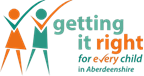 getting
it right
for every child
in Aberdeenshire